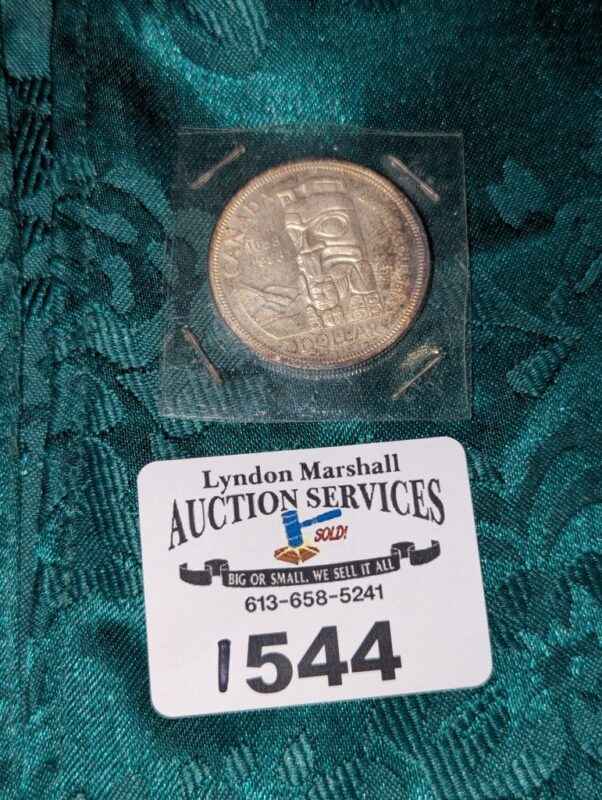 CANADA
DOLLAR
Lyndon Marshall
AUCTION SERVICES
SOLD!
BIG OR SMALL, WE SELL IT ALL
613-658-5241
1544